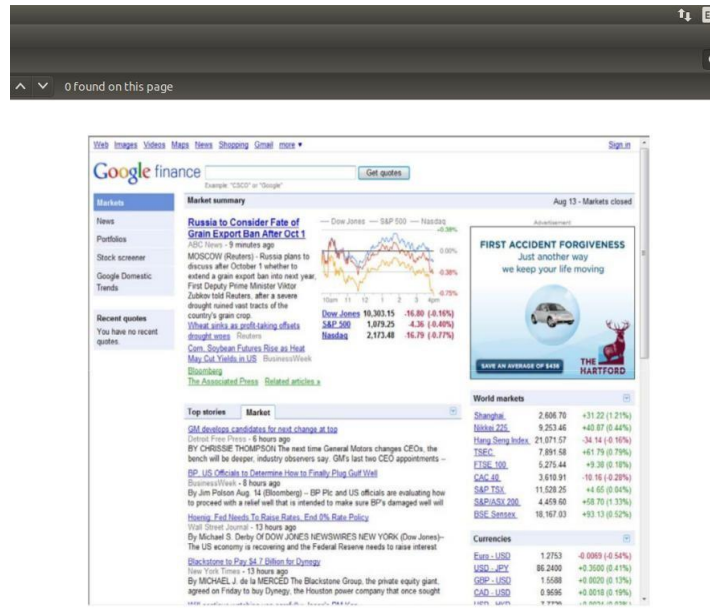 0 found on this page
Web Images Videos Maps News Shopping Gmail more ▼
Sign in
Google finance
Get quotes
Example: "CSCO" or "Google"
Markets
News
Portfolios
Stock screener
Google Domestic
Trends
Recent quotes
You have no recent
quotes.
Market summary
Aug 13 - Markets closed
Russia to Consider Fate of
Grain Export Ban After Oct 1
ABC News - 9 minutes ago
MOSCOW (Reuters) - Russia plans to
discuss after October 1 whether to
extend a grain export ban into next year,
First Deputy Prime Minister Viktor
Zubkov told Reuters, after a severe
drought ruined vast tracts of the
country's grain crop.
Wheat sinks as profit-taking offsets
drought woes Reuters
Corn, Soybean Futures Rise as Heat
May Cut Yields in US BusinessWeek
Bloomberg
The Associated Press Related articles »
— Dow Jones — S&P 500 — Nasdaq
+0.38%
0.00%
-0.38%
-0.75%
10am 11 12 1 2 3 4pm
Dow Jones 10,303.15 -16.80 (-0.16%)
S&P 500 1,079.25 -4.36 (-0.40%)
Nasdaq 2,173.48 -16.79 (-0.77%)
Advertisement
FIRST ACCIDENT FORGIVENESS
Just another way
we keep your life moving
SAVE AN AVERAGE OF
THE
HARTFORD
Top stories Market
GM develops candidates for next change at top
Detroit Free Press - 6 hours ago
BY CHRISSIE THOMPSON The next time General Motors changes CEOs, the
bench will be deeper, industry observers say. GM's last two CEO appointments –
BP, US Officials to Determine How to Finally Plug Gulf Well
BusinessWeek - 8 hours ago
By Jim Polson Aug. 14 (Bloomberg) – BP Plc and US officials are evaluating how
to proceed with a relief well that is intended to make sure BP's damaged well will
Hoenig: Fed Needs To Raise Rates, End 0% Rate Policy
Wall Street Journal - 13 hours ago
By Michael S. Derby Of DOW JONES NEWSWIRES NEW YORK (Dow Jones)–
The US economy is recovering and the Federal Reserve needs to raise interest
Blackstone to Pay $4.7 Billion for Dynegy
New York Times - 13 hours ago
By MICHAEL J. de la MERCED The Blackstone Group, the private equity giant,
agreed on Friday to buy Dynegy, the Houston power company that once sought
World markets
Shanghai 2,606.70 +31.22 (1.21%)
Nikkei 225 9,253.46 +40.87 (0.44%)
Hang Seng Index 21,071.57 -34.14 (-0.16%)
TSEC 7,891.58 +61.79 (0.79%)
FTSE 100 5,275.44 +9.38 (0.18%)
CAC 40 3,610.91 -10.16 (-0.28%)
S&P TSX 11,528.25 +4.65 (0.04%)
S&P/ASX 200 4,459.60 +58.70 (1.33%)
BSE Sensex 18,167.03 +93.13 (0.52%)
Currencies
Euro - USD 1.2753 -0.0069 (-0.54%)
USD - JPY 86.2400 +0.3500 (0.41%)
GBP - USD 1.5588 +0.0020 (0.13%)
CAD - USD 0.9696 +0.0018 (0.19%)